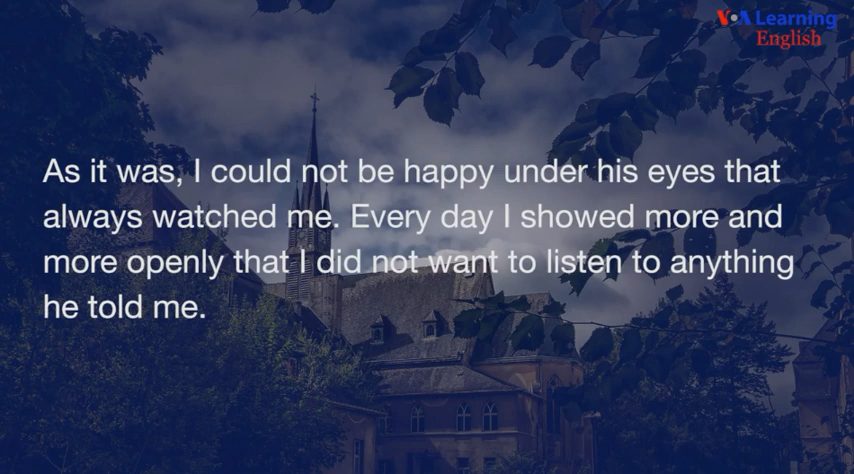 VOA Learning
English
As it was, I could not be happy under his eyes that
always watched me. Every day I showed more and
more openly that I did not want to listen to anything
he told me.